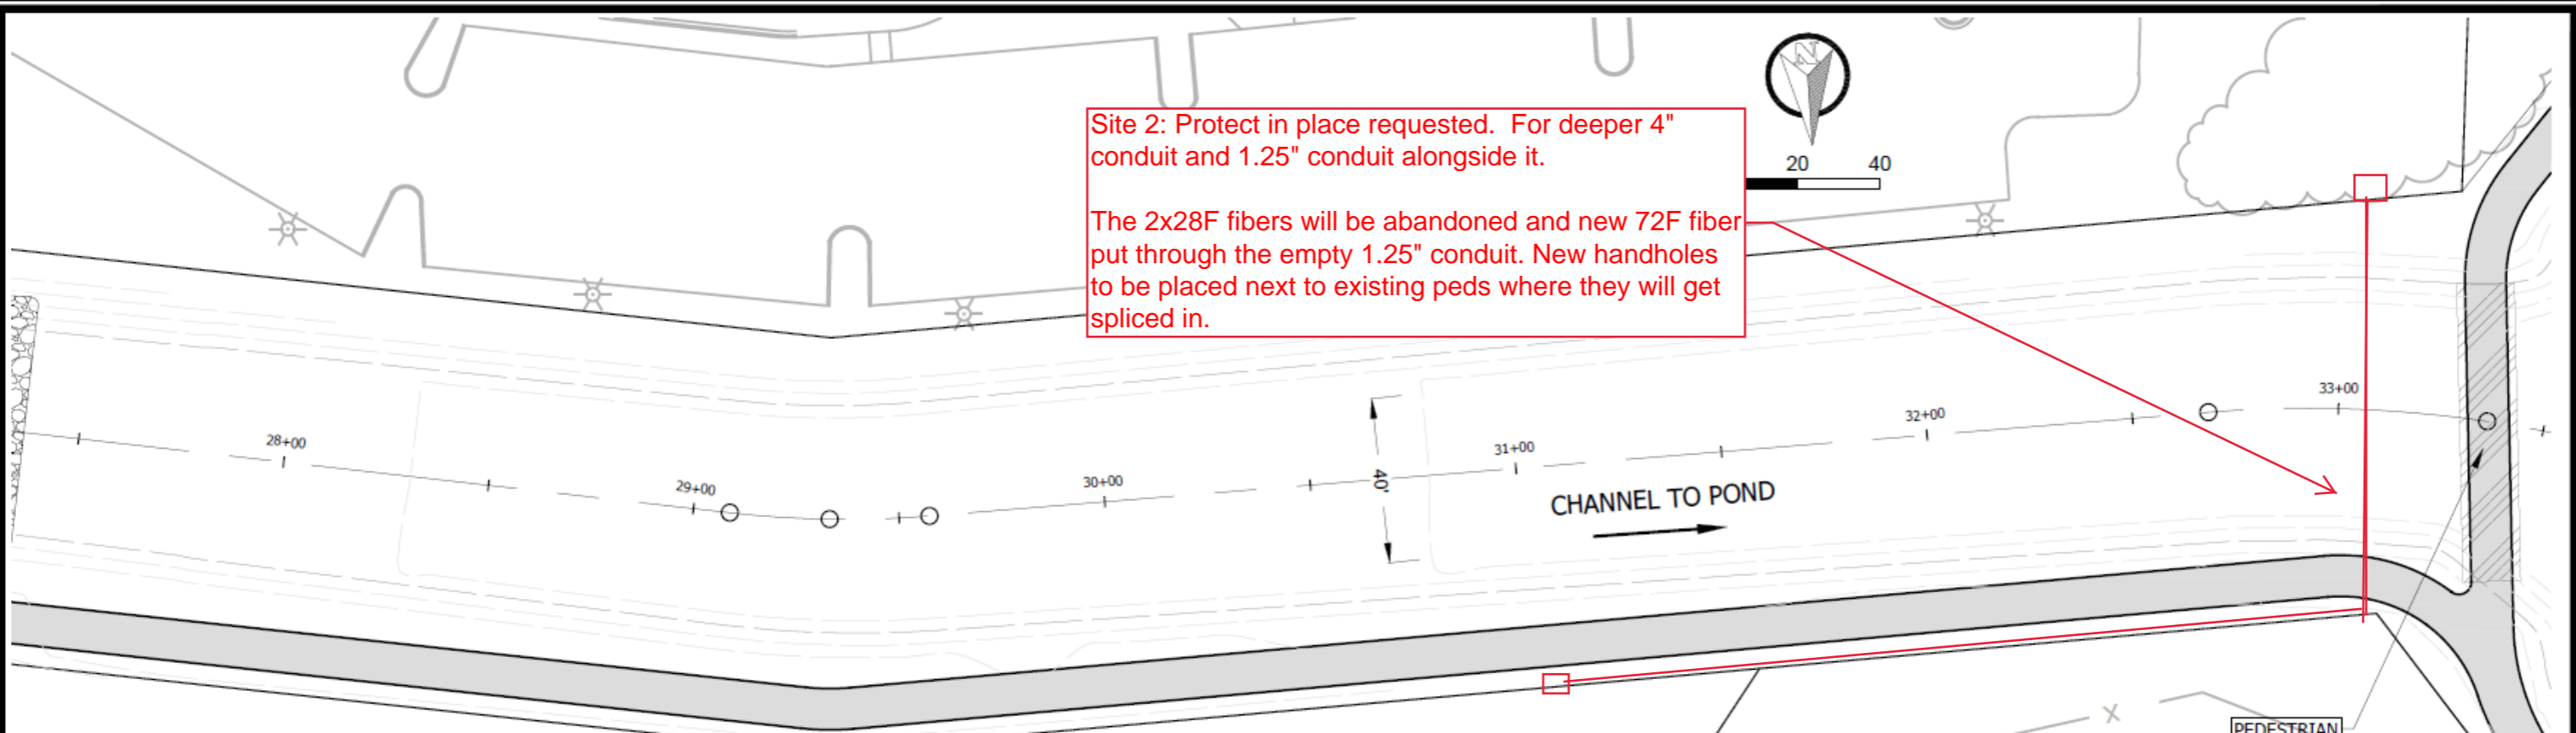 N
Site 2: Protect in place requested.  For deeper 4"
conduit and 1.25" conduit alongside it.
The 2x28F fibers will be abandoned and new 72F fiber
put through the empty 1.25" conduit. New handholes
to be placed next to existing peds where they will get
spliced in.
20 40
28+00
29+00
30+00
31+00
32+00
33+00
40'
CHANNEL TO POND
X
PEDESTRIAN